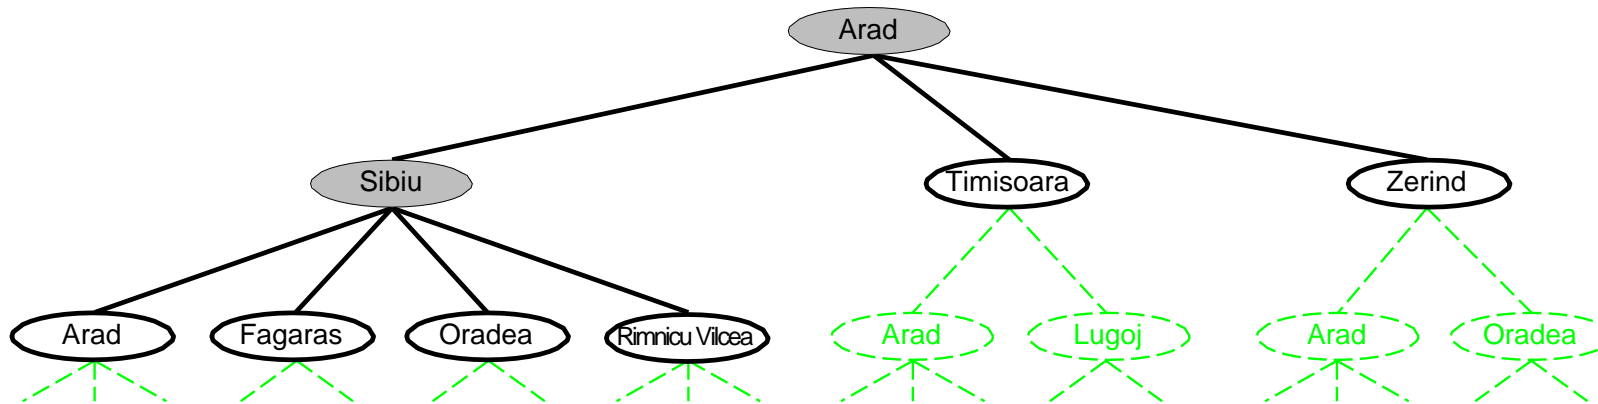 Arad
Sibiu
Timisoara
Zerind
Arad
Fagaras
Oradea
Rimnicu Vilcea
Arad
Lugoj
Arad
Oradea